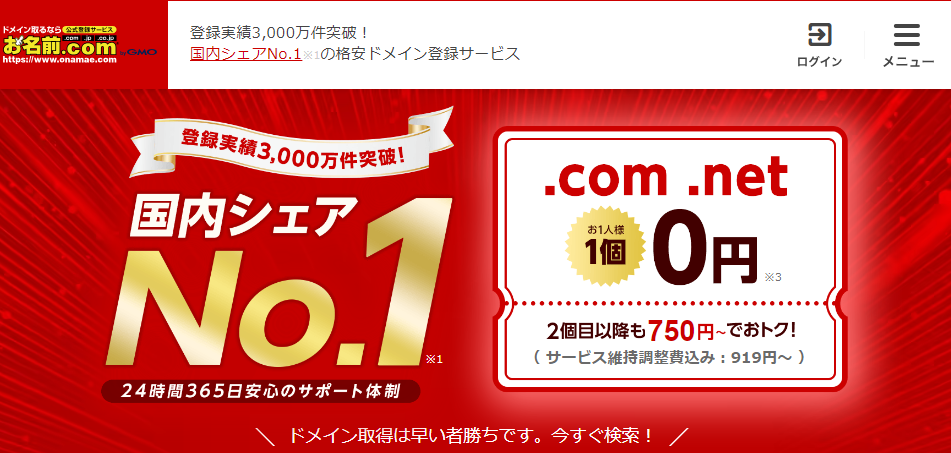 ドメイン取るなら 公式登録サービス
お名前.com
.com .jp .co.jp
by GMO
https://www.onamae.com
登録実績3,000万件突破！
国内シェアNo.1※1の格安ドメイン登録サービス
ログイン
メニュー
登録実績3,000万件突破!
国内シェア
No.1※1
24時間365日安心のサポート体制
.com .net
お1人様
1個
0円※3
2個目以降も750円~でおトク!
( サービス維持調整費込み：919円～ )
＼ ドメイン取得は早い者勝ちです。今すぐ検索！ ／